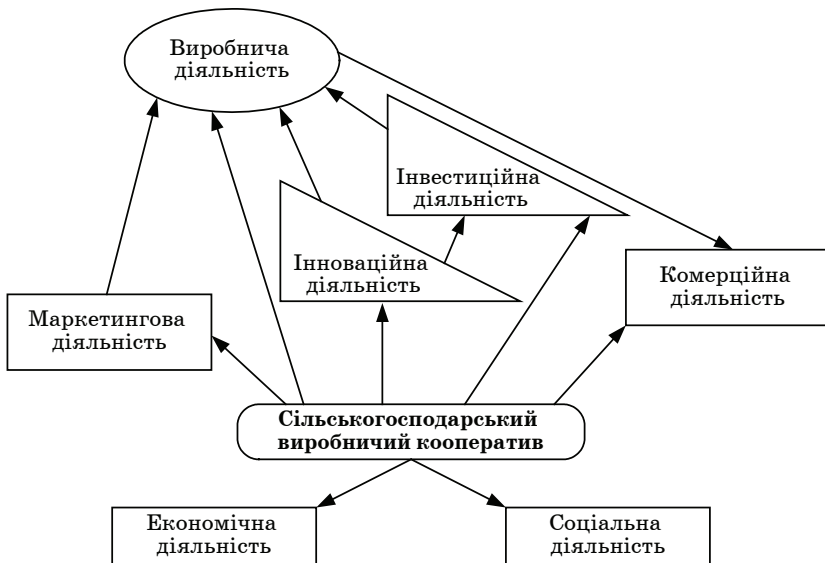 Виробнича
діяльність
Інвестиційна
діяльність
Інноваційна
діяльність
Комерційна
діяльність
Маркетингова
діяльність
Сільськогосподарський
виробничий кооператив
Економічна
діяльність
Соціальна
діяльність